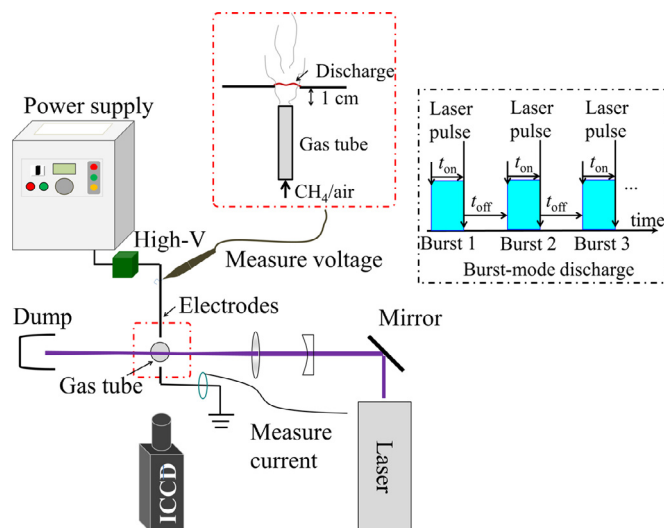 Discharge
1 cm
Gas tube
CH₄/air
Power supply
High-V
Measure voltage
Electrodes
Dump
Gas tube
Mirror
Measure
current
Laser
ICCD
Laser
pulse
Laser
pulse
Laser
pulse
tₒₙ
tₒₙ
tₒₙ
...
t_off
t_off
time
Burst 1
Burst 2
Burst 3
Burst-mode discharge